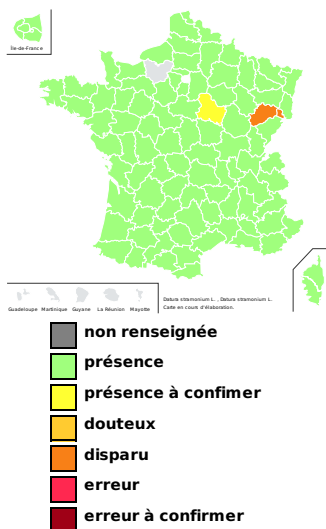 Île-de-France
Guadeloupe Martinique Guyane La Réunion Mayotte
Datura stramonium L. , Datura stramonium L.
Carte en cours d'élaboration.
non renseignée
présence
présence à confimer
douteux
disparu
erreur
erreur à confirmer